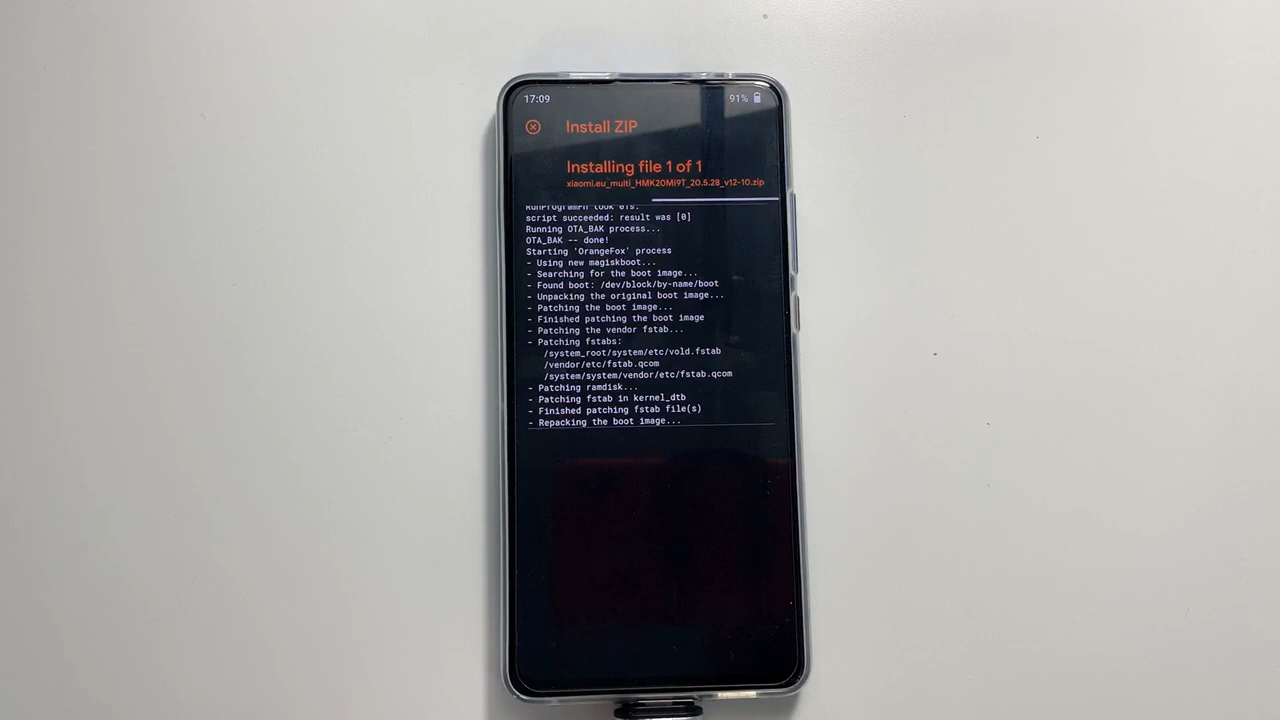 17:09
91%
Install ZIP
Installing file 1 of 1
xiaomi.eu_multi_HMK20MI9T_20.5.28_v12-10.zip
RunProgramFn took 0ms.
script succeeded: result was [0]
Running OTA_BAK process...
OTA_BAK -- done!
Starting 'OrangeFox' process
- Using new magiskboot...
- Searching for the boot image...
- Found boot: /dev/block/by-name/boot
- Unpacking the original boot image...
- Patching the boot image...
- Finished patching the boot image
- Patching the vendor fstab...
- Patching fstabs:
/system_root/system/etc/vold.fstab
/vendor/etc/fstab.qcom
/system/system/vendor/etc/fstab.qcom
- Patching ramdisk...
- Patching fstab in kernel_dtb
- Finished patching fstab file(s)
- Repacking the boot image...